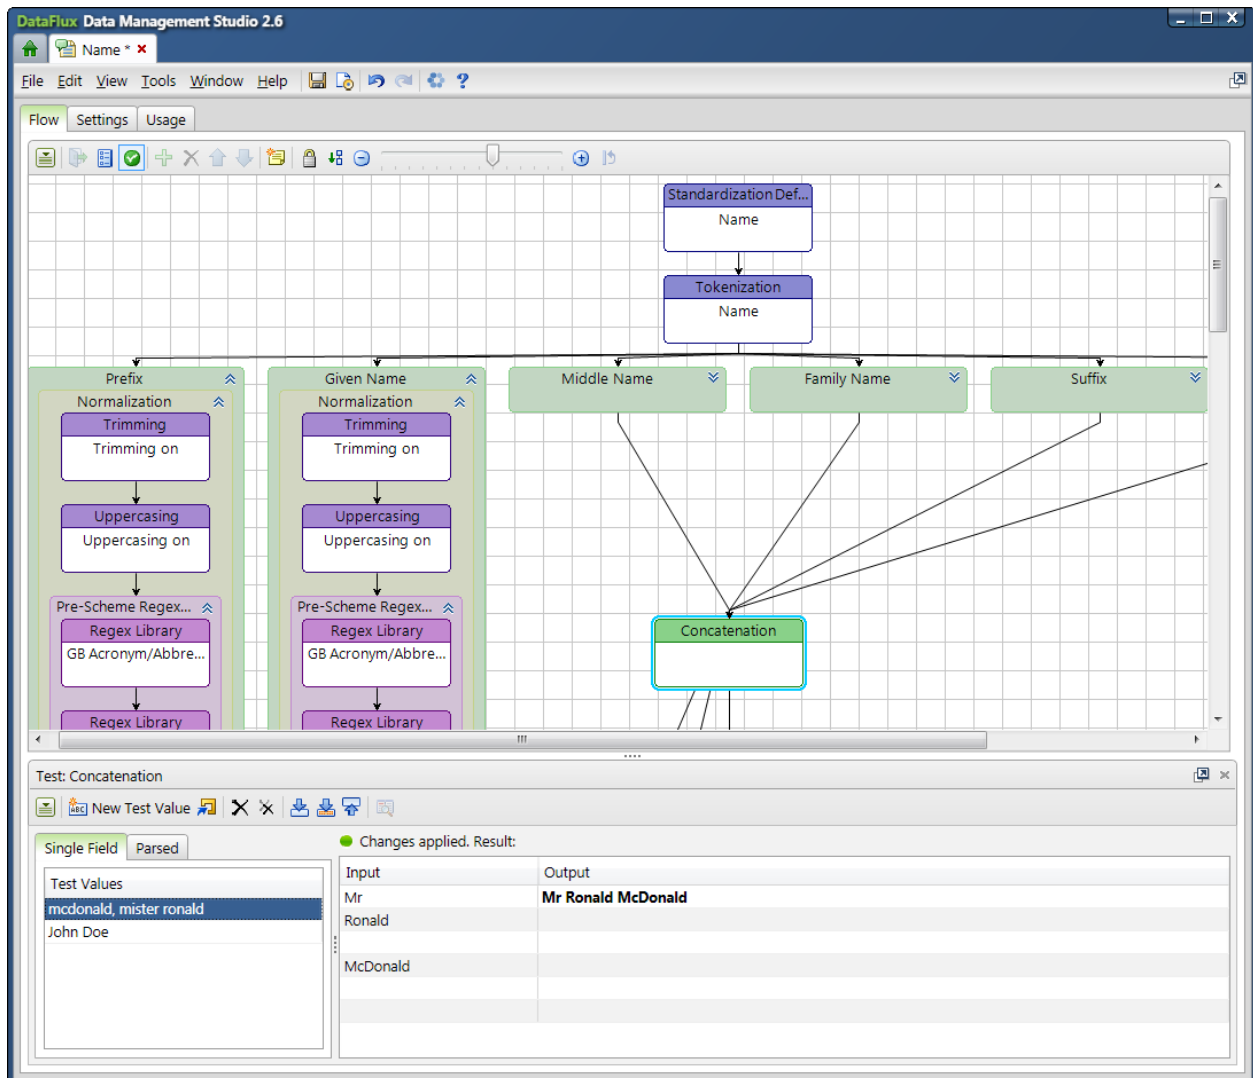 DataFlux Data Management Studio 2.6
Name *
File Edit View Tools Window Help
Flow Settings Usage
Standardization Def...
Name
Tokenization
Name
Prefix Given Name Middle Name Family Name Suffix
Normalization Normalization
Trimming Trimming
Trimming on Trimming on
Uppercasing Uppercasing
Uppercasing on Uppercasing on
Pre-Scheme Regex... Pre-Scheme Regex...
Regex Library Regex Library Concatenation
GB Acronym/Abbre... GB Acronym/Abbre...
Regex Library Regex Library
Test: Concatenation
ABC New Test Value
Single Field Parsed
Changes applied. Result:
Test Values
mcdonald, mister ronald
John Doe
Input Output
Mr Mr Ronald McDonald
Ronald
McDonald